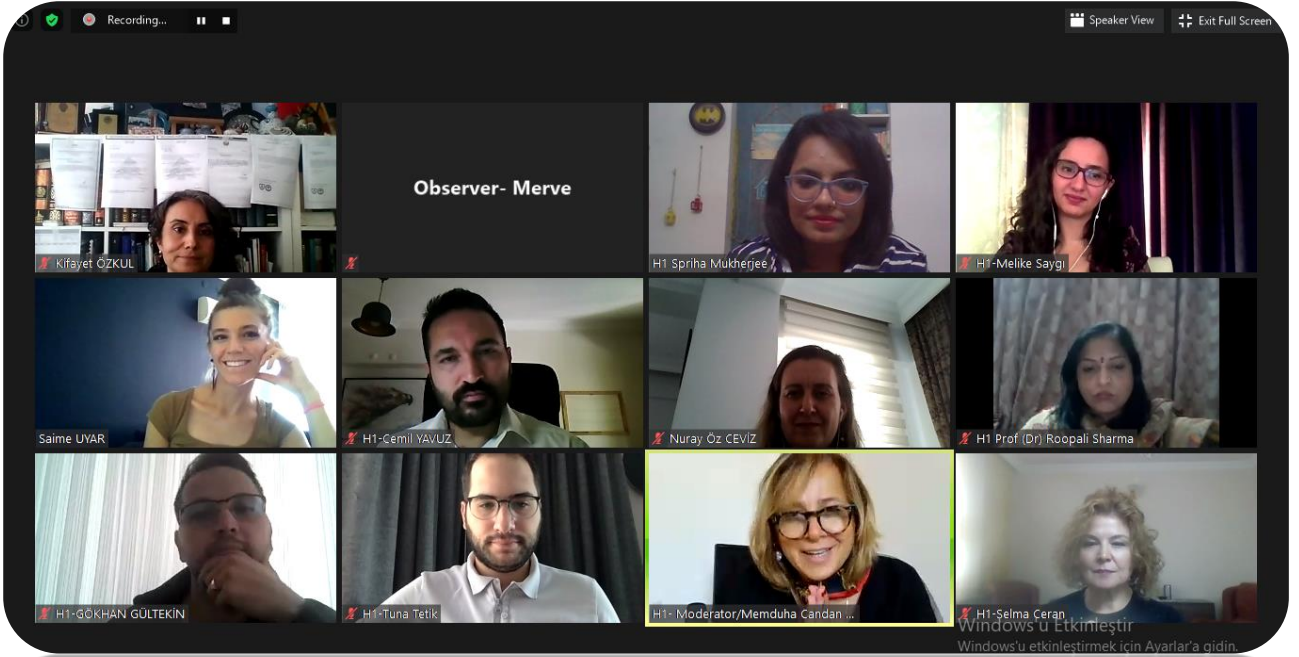 Recording...
Speaker View
Exit Full Screen
Observer- Merve
Kifayet ÖZKUL
H1 Spriha Mukherjee
H1-Melike Saygı
Saime UYAR
H1-Cemil YAVUZ
Nuray Öz CEVİZ
H1 Prof (Dr) Roopali Sharma
H1-GÖKHAN GÜLTEKİN
H1-Tuna Tetik
H1- Moderator/Memduha Candan ...
H1-Selma Ceran
Windows'u Etkinleştir
Windows'u etkinleştirmek için Ayarlar'a gidin.